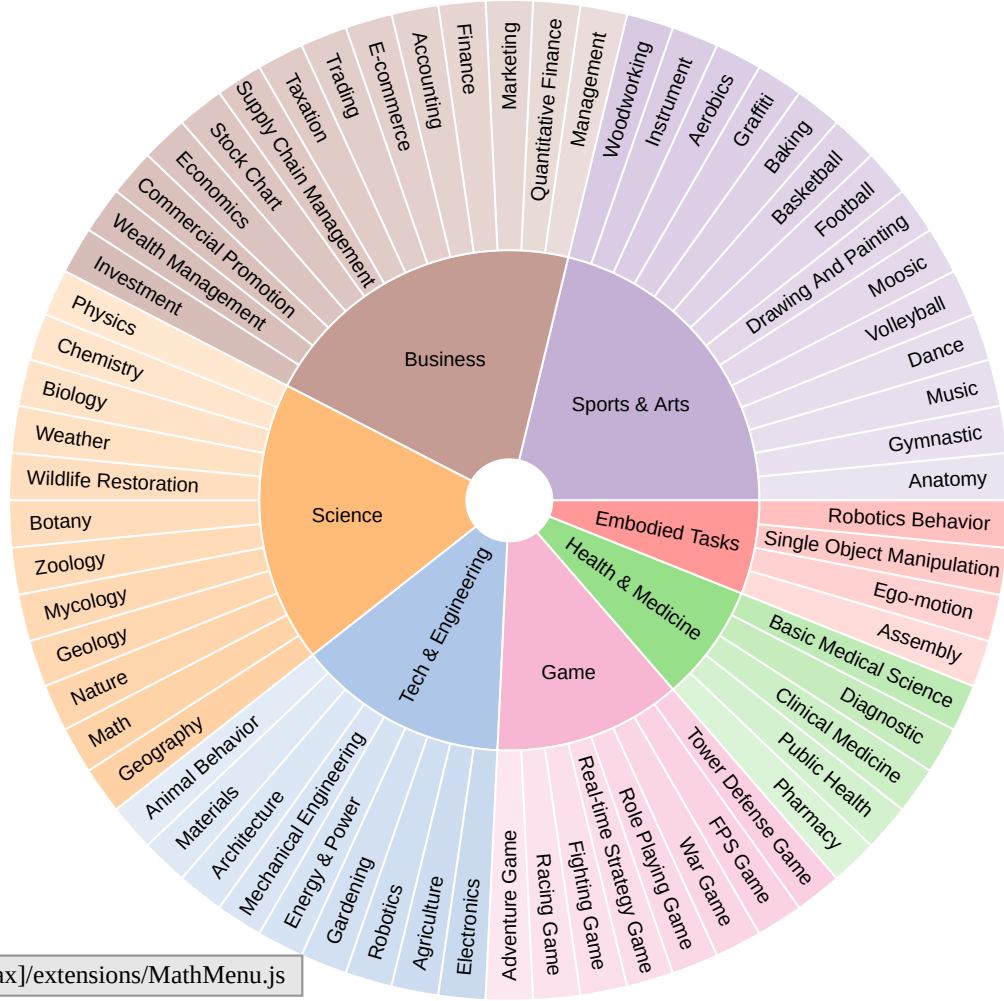 Business
Sports & Arts
Embodied Tasks
Health & Medicine
Game
Tech & Engineering
Science
Investment
Wealth Management
Commercial Promotion
Economics
Stock Chart
Supply Chain Management
Taxation
Trading
E-commerce
Accounting
Finance
Marketing
Quantitative Finance
Management
Woodworking
Instrument
Aerobics
Graffiti
Baking
Basketball
Football
Drawing And Painting
Moosic
Volleyball
Dance
Music
Gymnastic
Anatomy
Robotics Behavior
Single Object Manipulation
Ego-motion
Assembly
Basic Medical Science
Diagnostic
Clinical Medicine
Public Health
Pharmacy
Tower Defense Game
FPS Game
War Game
Role Playing Game
Real-time Strategy Game
Fighting Game
Racing Game
Adventure Game
Electronics
Agriculture
Robotics
Gardening
Energy & Power
Mechanical Engineering
Architecture
Materials
Animal Behavior
Geography
Math
Nature
Geology
Mycology
Zoology
Botany
Wildlife Restoration
Weather
Biology
Chemistry
Physics
ax]/extensions/MathMenu.js